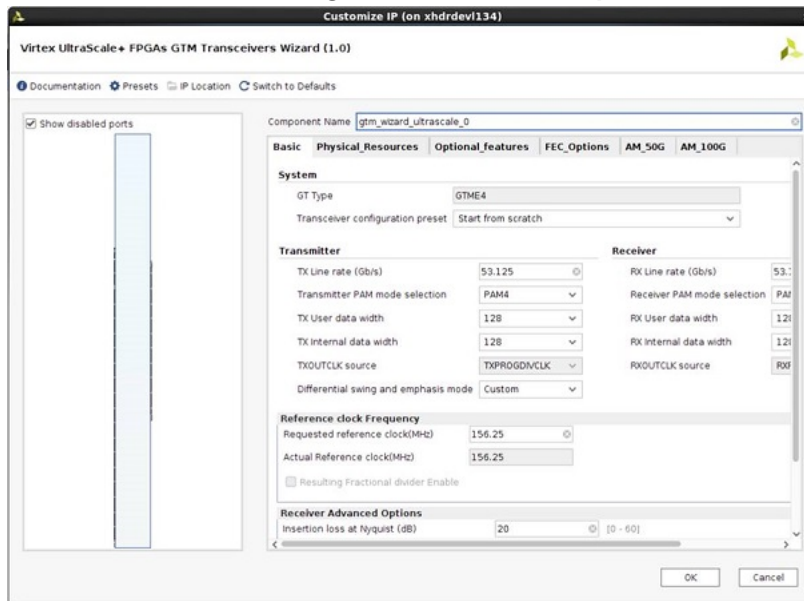 Customize IP (on xhdrdevl134)
Virtex UltraScale+ FPGAs GTM Transceivers Wizard (1.0)
Documentation Presets IP Location Switch to Defaults
Show disabled ports
Component Name gtm_wizard_ultrascale_0
Basic Physical_Resources Optional_features FEC_Options AM_50G AM_100G
System
GT Type GTME4
Transceiver configuration preset Start from scratch
Transmitter Receiver
TX Line rate (Gb/s) 53.125 RX Line rate (Gb/s) 53.
Transmitter PAM mode selection PAM4 Receiver PAM mode selection
TX User data width 128 RX User data width
TX Internal data width 128 RX Internal data width
TXOUTCLK source TXPROGDIVCLK RXOUTCLK source
Differential swing and emphasis mode Custom
Reference clock Frequency
Requested reference clock(MHz) 156.25
Actual Reference clock(MHz) 156.25
Resulting Fractional divider Enable
Receiver Advanced Options
Insertion loss at Nyquist (dB) 20 [0 - 60]
OK Cancel